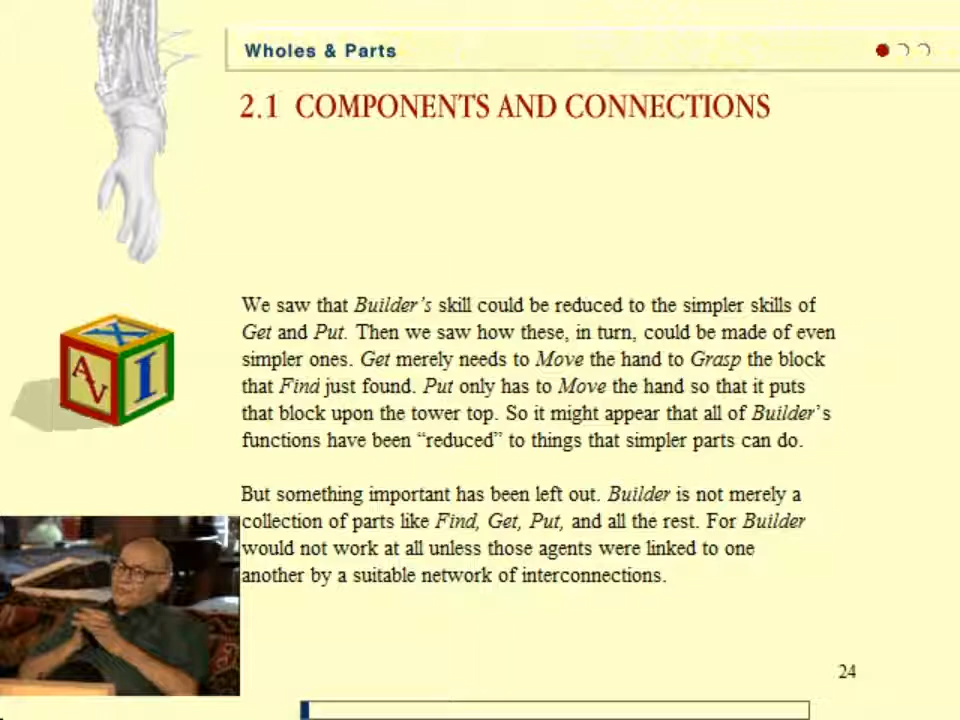 Wholes & Parts
2.1 COMPONENTS AND CONNECTIONS
We saw that Builder's skill could be reduced to the simpler skills of
Get and Put. Then we saw how these, in turn, could be made of even
simpler ones. Get merely needs to Move the hand to Grasp the block
that Find just found. Put only has to Move the hand so that it puts
that block upon the tower top. So it might appear that all of Builder's
functions have been “reduced” to things that simpler parts can do.
But something important has been left out. Builder is not merely a
collection of parts like Find, Get, Put, and all the rest. For Builder
would not work at all unless those agents were linked to one
another by a suitable network of interconnections.
X
A
V
I
24